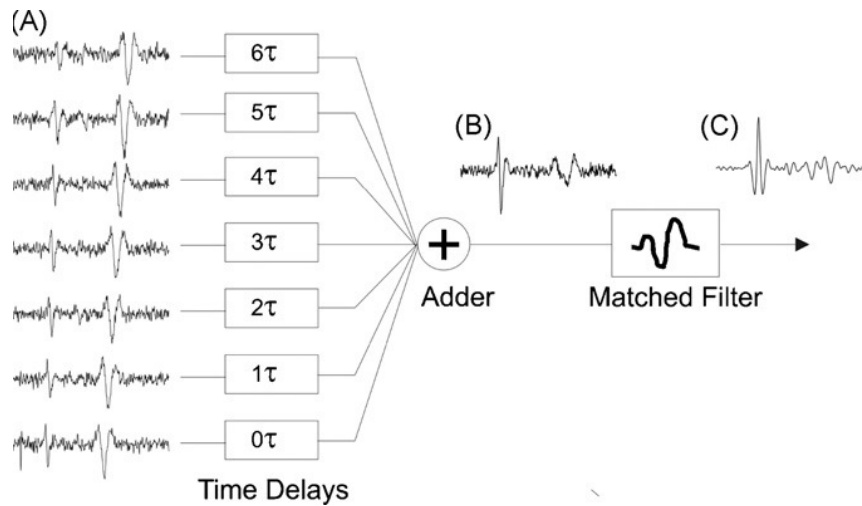 (A)
6τ
5τ
4τ
3τ
2τ
1τ
0τ
Time Delays
+
Adder
(B)
Matched Filter
(C)